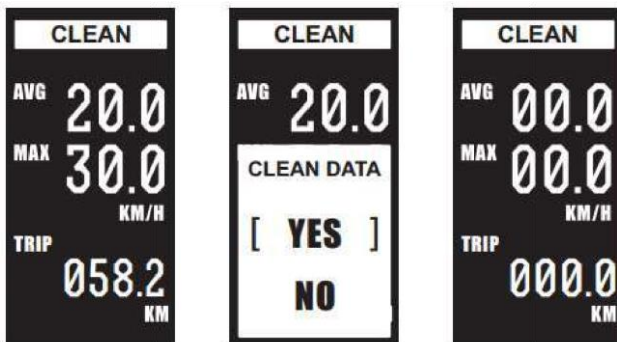 CLEAN
AVG 20.0
MAX 30.0
KM/H
TRIP
058.2
KM
CLEAN
AVG 20.0
CLEAN DATA
[ YES ]
NO
CLEAN
AVG 00.0
MAX 00.0
KM/H
TRIP
000.0
KM